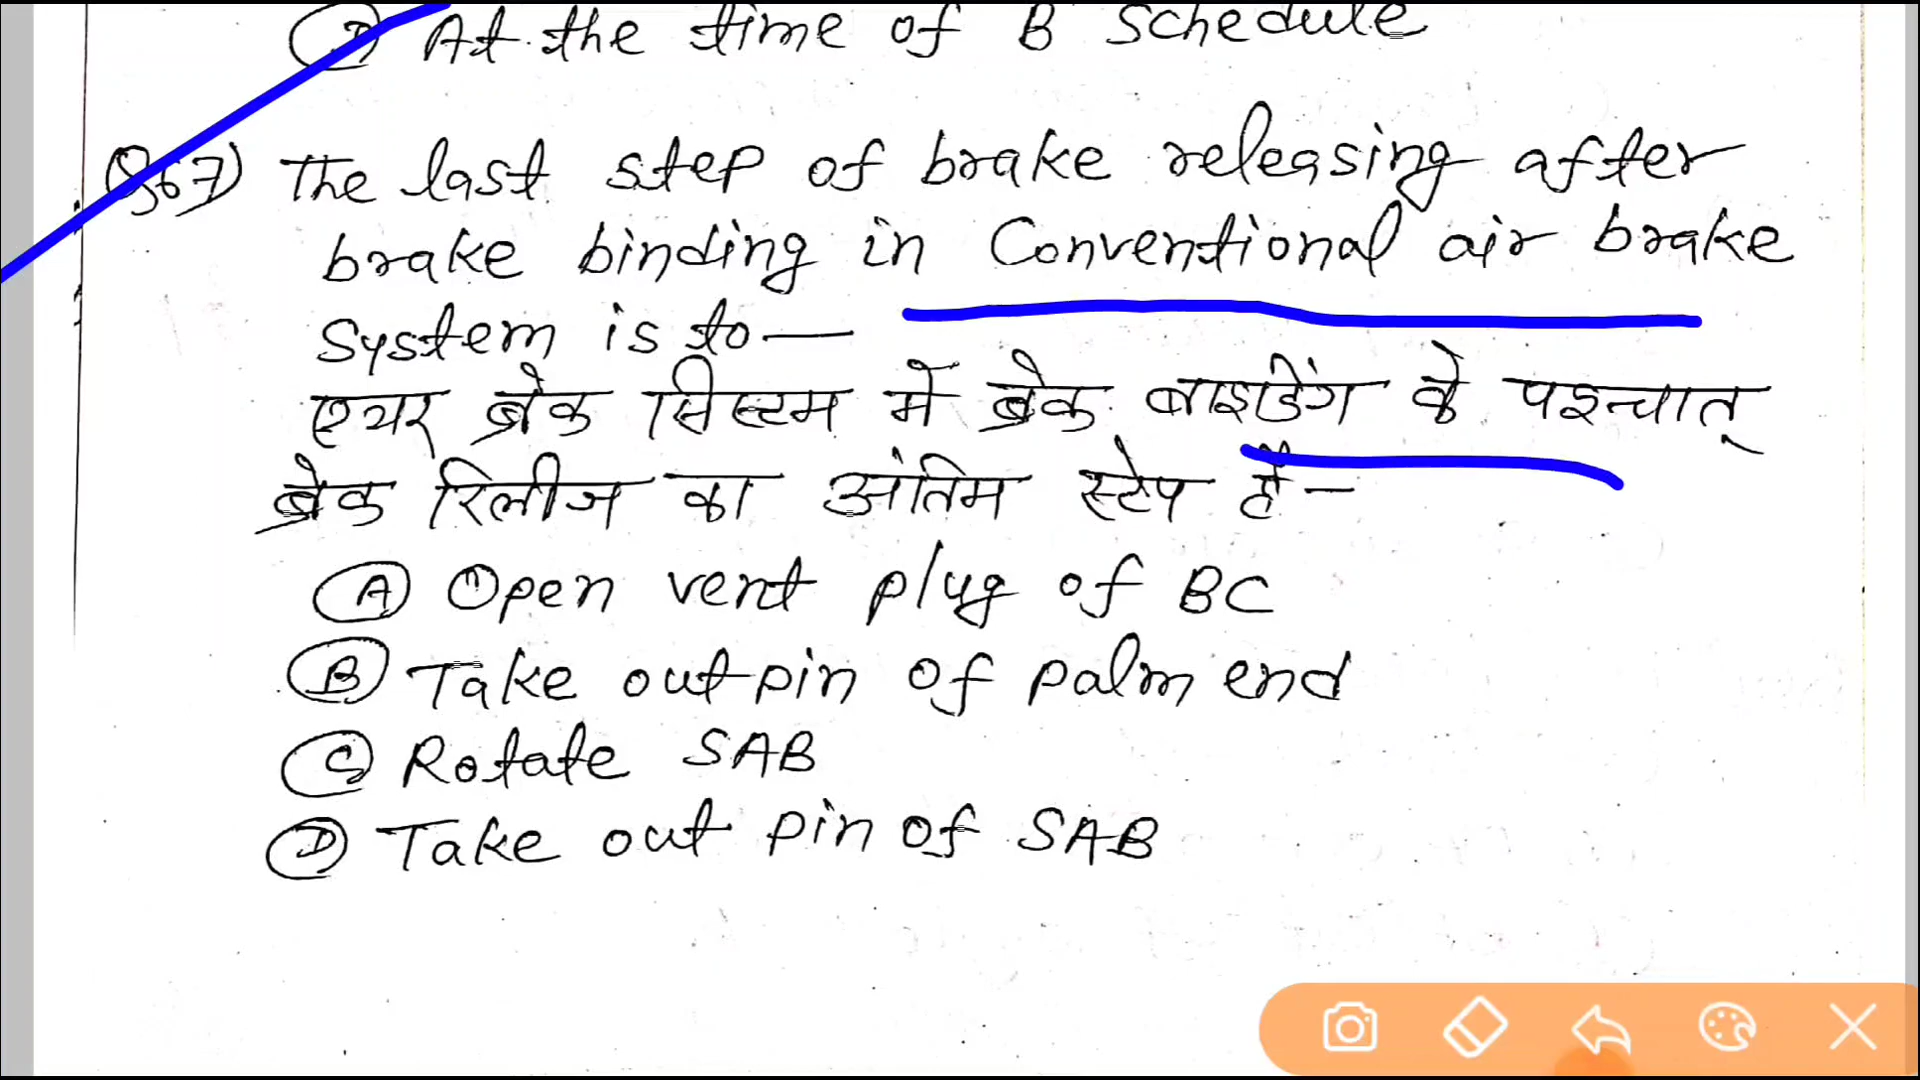 D At the time of B Schedule
Q67) The last step of brake releasing after
brake binding in Conventional air brake
System is to—
एयर ब्रेक सिस्टम में ब्रेक बाइडिंग के पश्चात्
ब्रेक रिलीज का अंतिम स्टेप है—
A Open vent plug of BC
B Take out pin of palm end
C Rotate SAB
D Take out pin of SAB